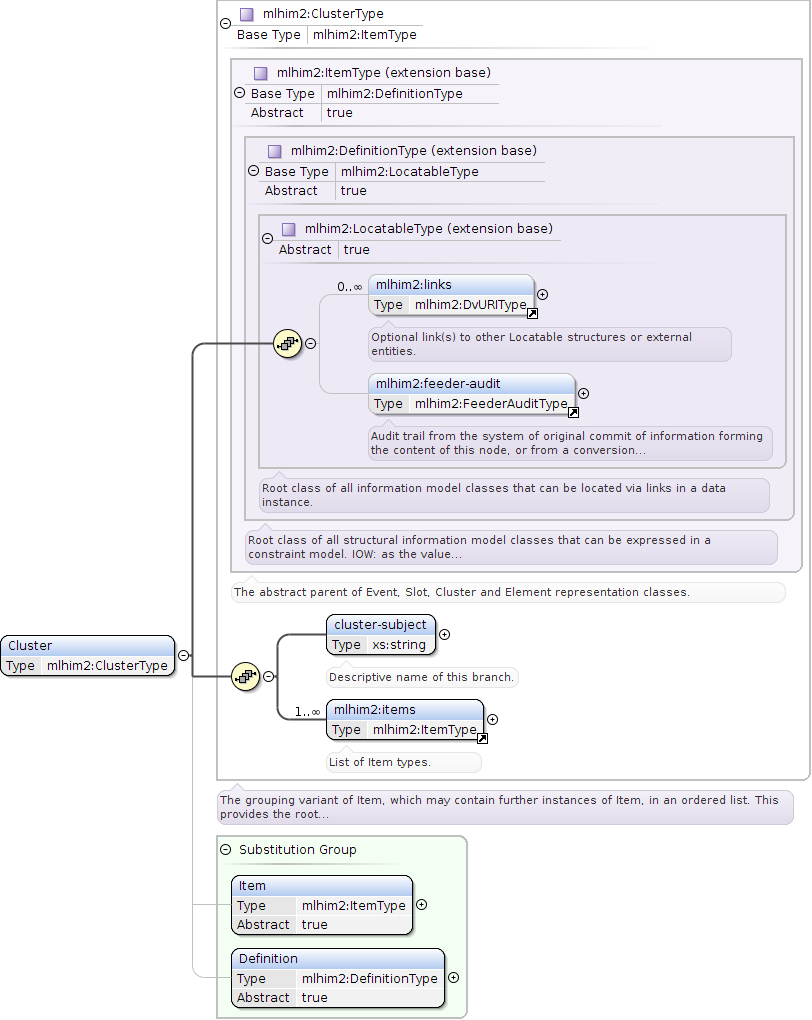 mlhim2:ClusterType
Base Type mlhim2:ItemType
mlhim2:ItemType (extension base)
Base Type mlhim2:DefinitionType
Abstract true
mlhim2:DefinitionType (extension base)
Base Type mlhim2:LocatableType
Abstract true
mlhim2:LocatableType (extension base)
Abstract true
0..∞
mlhim2:links
Type mlhim2:DvURIType
Optional link(s) to other Locatable structures or external
entities.
mlhim2:feeder-audit
Type mlhim2:FeederAuditType
Audit trail from the system of original commit of information forming
the content of this node, or from a conversion...
Root class of all information model classes that can be located via links in a data
instance.
Root class of all structural information model classes that can be expressed in a
constraint model. IOW: as the value...
The abstract parent of Event, Slot, Cluster and Element representation classes.
Cluster
Type mlhim2:ClusterType
cluster-subject
Type xs:string
Descriptive name of this branch.
1..∞
mlhim2:items
Type mlhim2:ItemType
List of Item types.
The grouping variant of Item, which may contain further instances of Item, in an ordered list. This
provides the root...
Substitution Group
Item
Type mlhim2:ItemType
Abstract true
Definition
Type mlhim2:DefinitionType
Abstract true